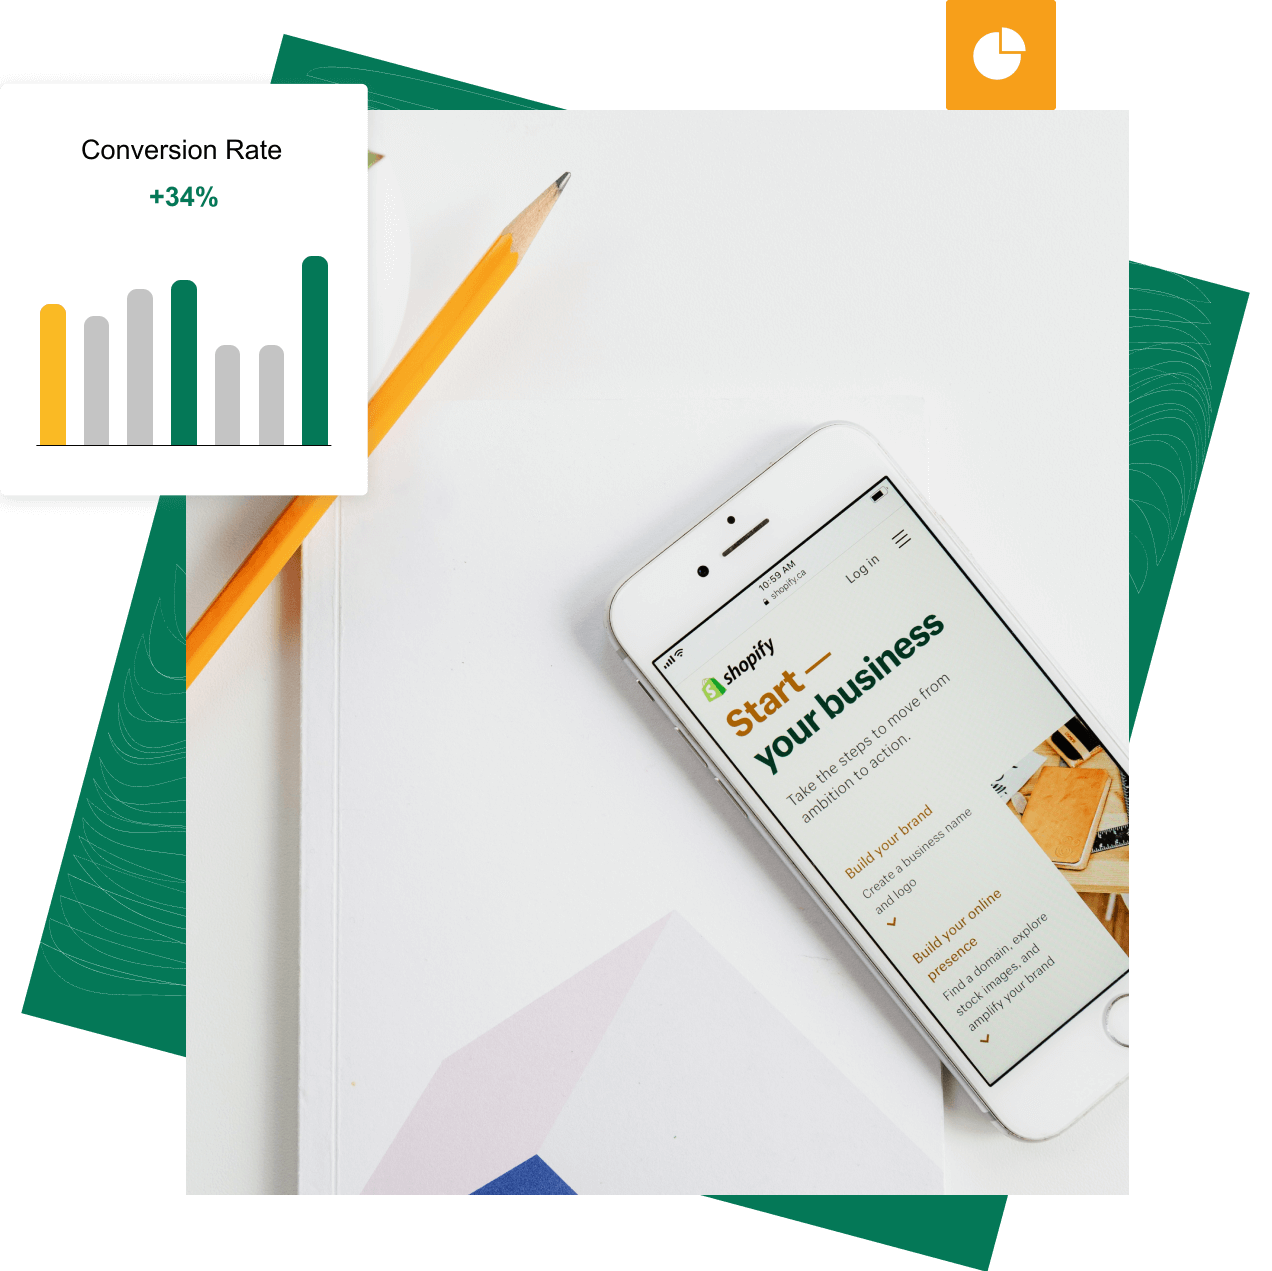 Conversion Rate
+34%
10:59 AM
shopify.ca
Log in
shopify
Start —
your business
Take the steps to move from
ambition to action.
Build your brand
Create a business name
and logo
Build your online
presence
Find a domain, explore
stock images, and
amplify your brand